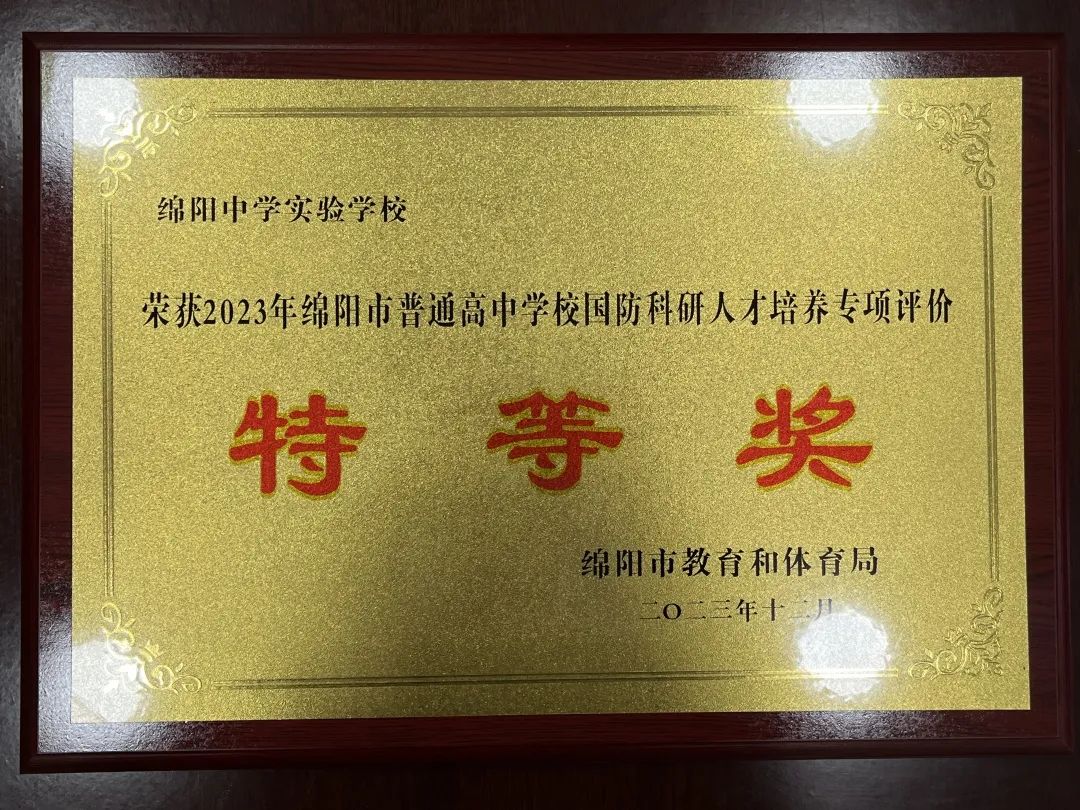 绵阳中学实验学校
荣获2023年绵阳市普通高中学校国防科研人才培养专项评价
特等奖
绵阳市教育和体育局
二〇二三年十二月